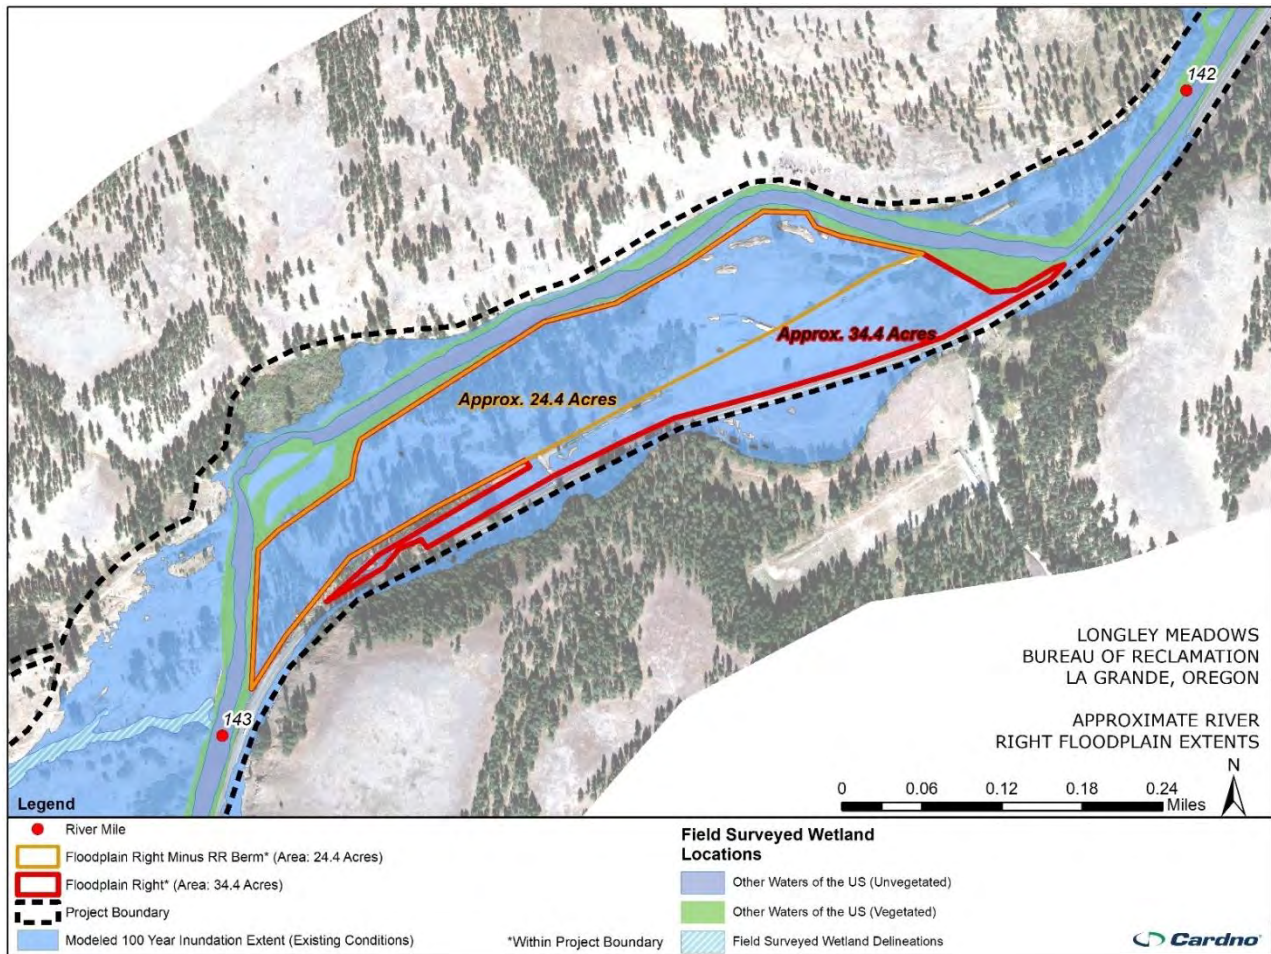 142
Approx. 34.4 Acres
Approx. 24.4 Acres
143
LONGLEY MEADOWS
BUREAU OF RECLAMATION
LA GRANDE, OREGON
APPROXIMATE RIVER
RIGHT FLOODPLAIN EXTENTS
N
0 0.06 0.12 0.18 0.24
Miles
Legend
River Mile
Floodplain Right Minus RR Berm* (Area: 24.4 Acres)
Floodplain Right* (Area: 34.4 Acres)
Project Boundary
Modeled 100 Year Inundation Extent (Existing Conditions)
*Within Project Boundary
Field Surveyed Wetland
Locations
Other Waters of the US (Unvegetated)
Other Waters of the US (Vegetated)
Field Surveyed Wetland Delineations
Cardno